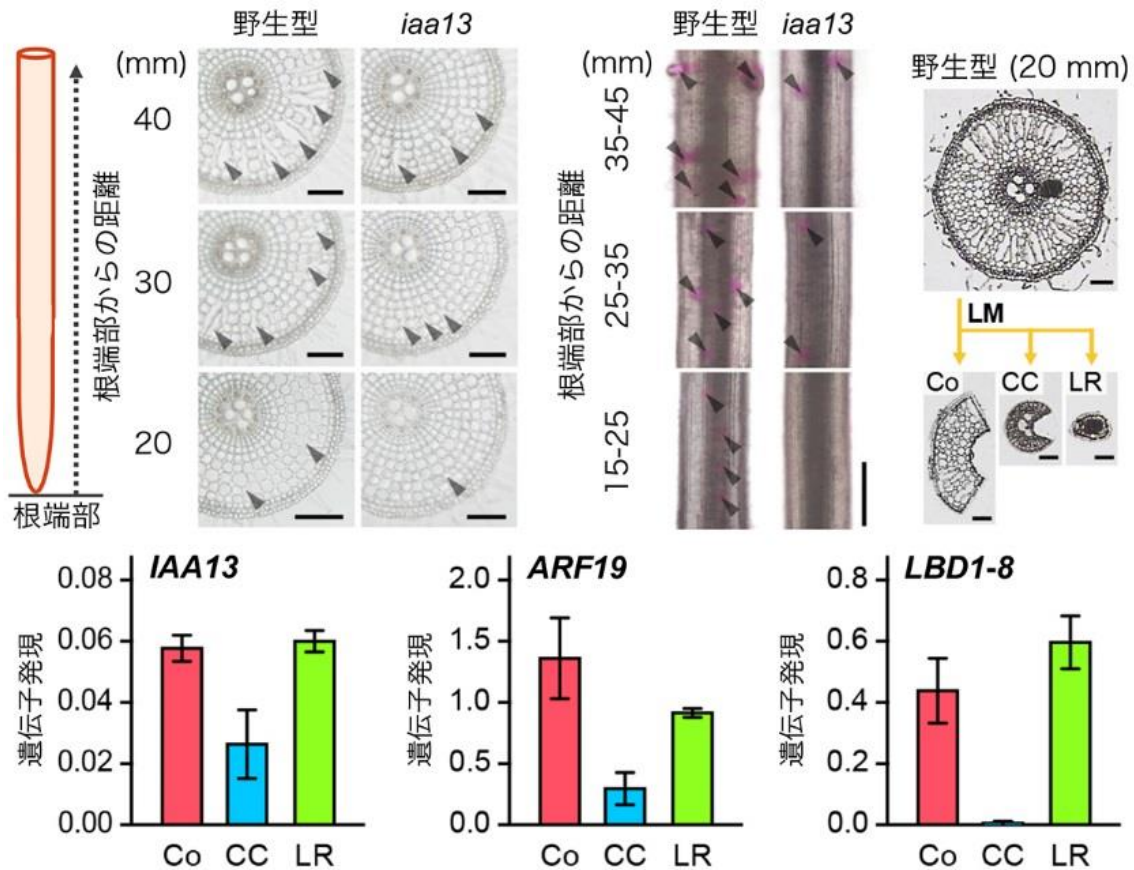 野生型 iaa13
(mm)
40
30
20
根端部からの距離
根端部
野生型 iaa13
(mm)
35-45
25-35
15-25
根端部からの距離
野生型 (20 mm)
LM
Co CC LR
IAA13
遺伝子発現
0.08
0.06
0.04
0.02
0.00
Co CC LR
ARF19
遺伝子発現
2.0
1.5
1.0
0.5
0.0
Co CC LR
LBD1-8
遺伝子発現
0.8
0.6
0.4
0.2
0.0
Co CC LR